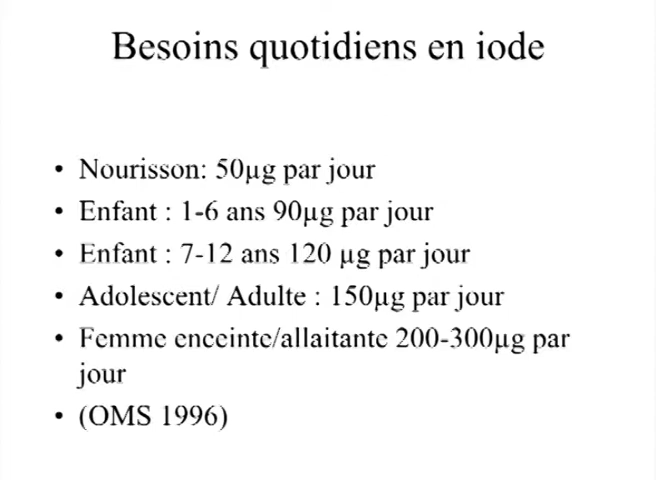 Besoins quotidiens en iode
• Nourisson: 50µg par jour
• Enfant : 1-6 ans 90µg par jour
• Enfant : 7-12 ans 120 µg par jour
• Adolescent/ Adulte : 150µg par jour
• Femme enceinte/allaitante 200-300µg par
jour
• (OMS 1996)